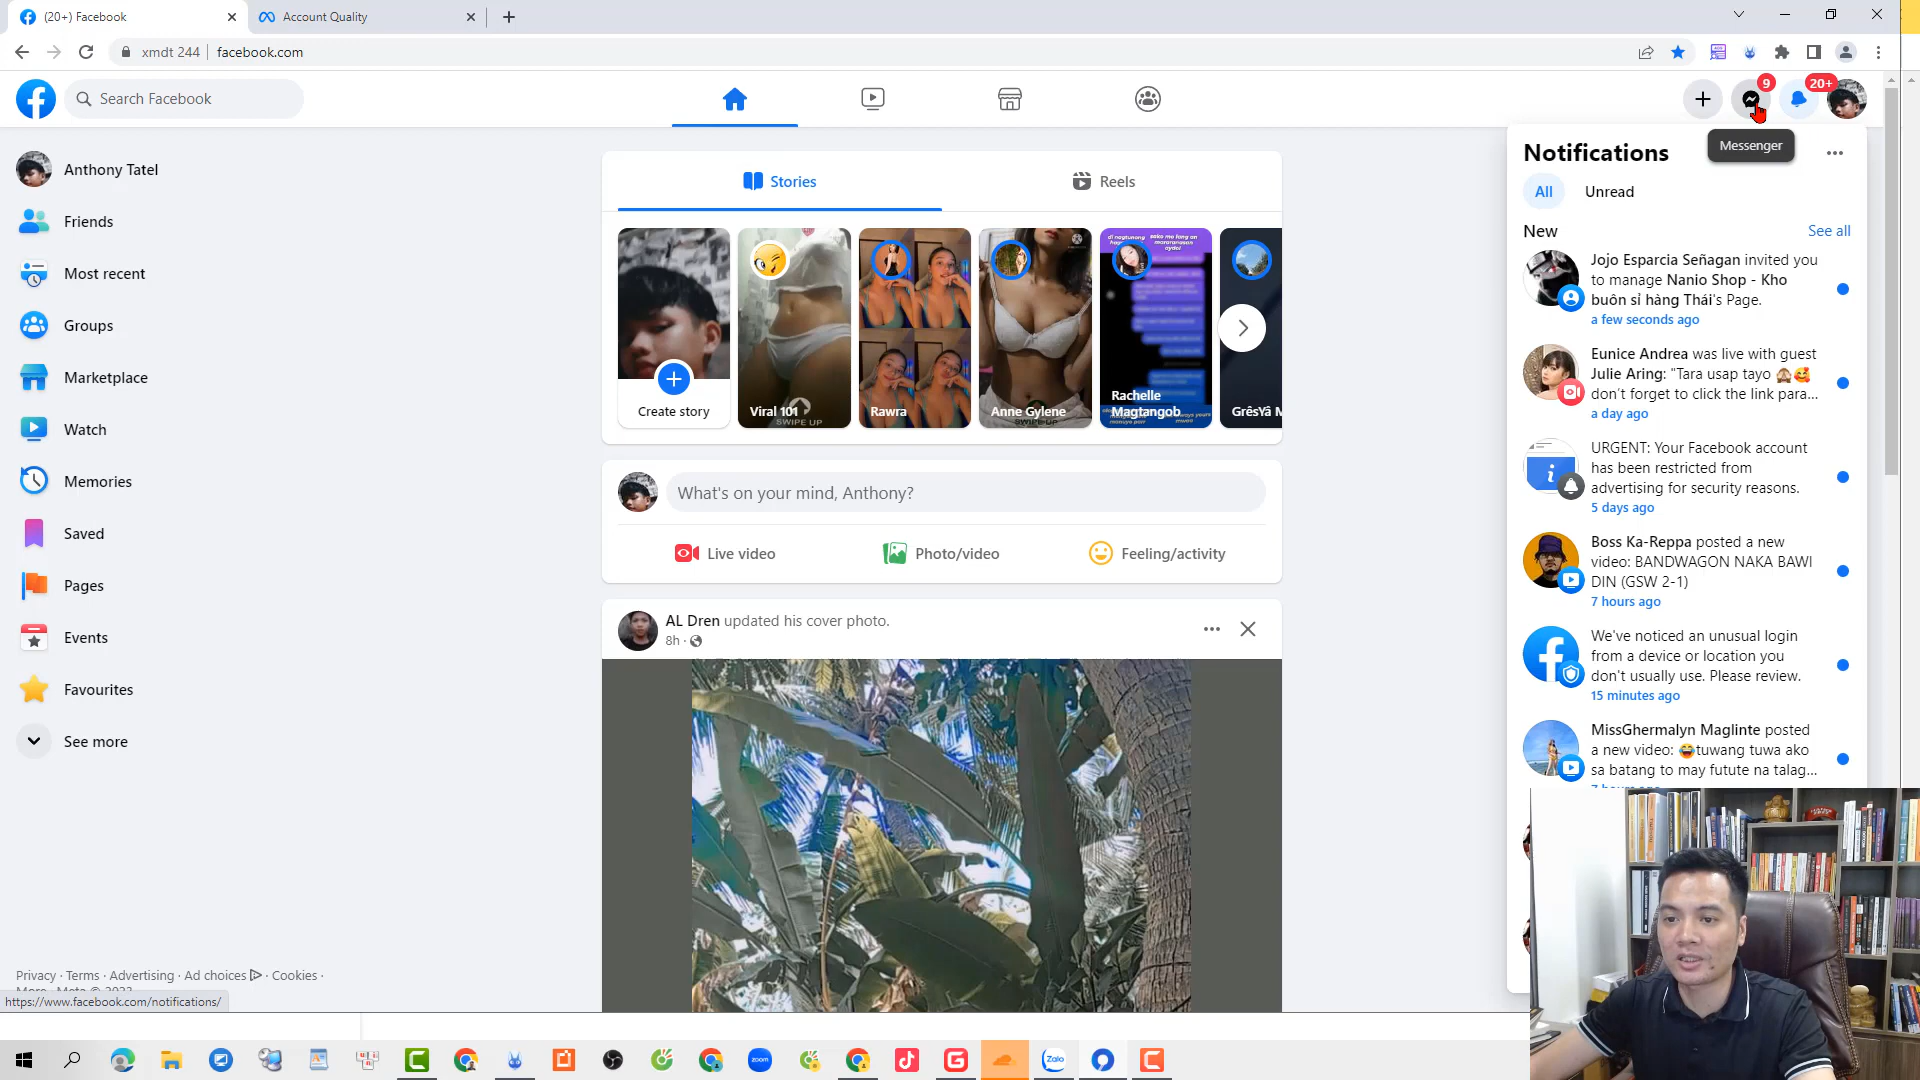 (20+) Facebook
Account Quality
xmdt 244
facebook.com
Search Facebook
9
20+
Messenger
Anthony Tatel
Friends
Most recent
Groups
Marketplace
Watch
Memories
Saved
Pages
Events
Favourites
See more
Privacy · Terms · Advertising · Ad choices · Cookies ·
https://www.facebook.com/notifications/
Stories
Reels
Create story
Viral 101
SWIPE UP
Rawra
Anne Gylene
SWIPE UP
Rachelle
Magtangob
GrêsYâ M
What's on your mind, Anthony?
Live video
Photo/video
Feeling/activity
AL Dren updated his cover photo.
8h ·
Notifications
All
Unread
New
See all
Jojo Esparcia Señagan invited you
to manage Nanio Shop - Kho
buôn sỉ hàng Thái's Page.
a few seconds ago
Eunice Andrea was live with guest
Julie Aring: "Tara usap tayo 🙈🥰
don't forget to click the link para...
a day ago
URGENT: Your Facebook account
has been restricted from
advertising for security reasons.
5 days ago
Boss Ka-Reppa posted a new
video: BANDWAGON NAKA BAWI
DIN (GSW 2-1)
7 hours ago
We've noticed an unusual login
from a device or location you
don't usually use. Please review.
15 minutes ago
MissGhermalyn Maglinte posted
a new video: 😂tuwang tuwa ako
sa batang to may futute na talag...
zoom
Zalo